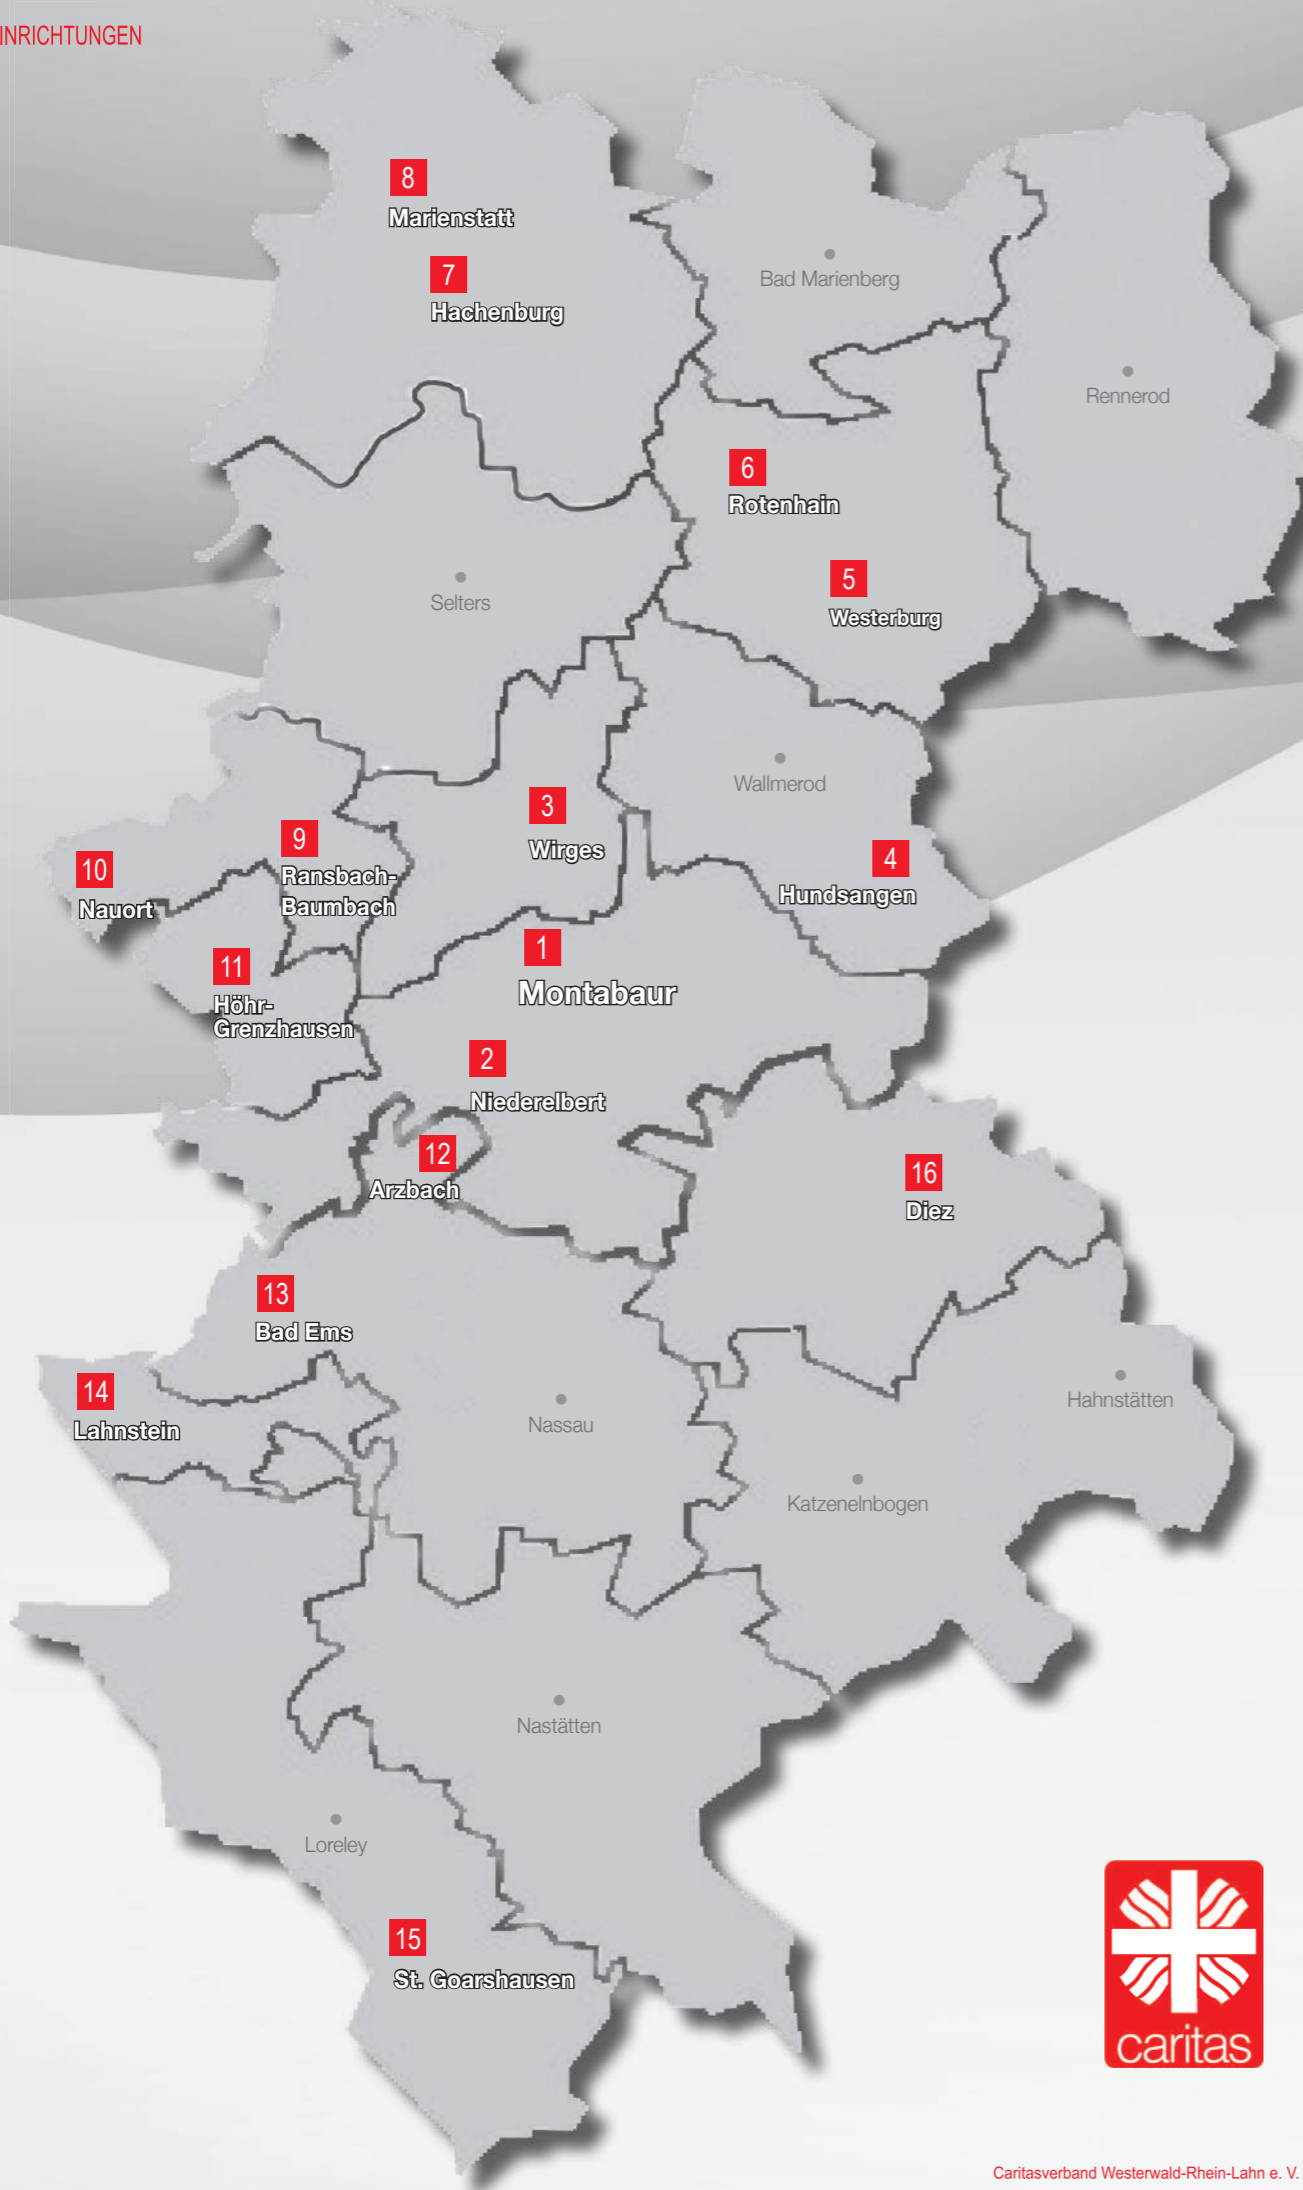 INRICHTUNGEN
8
Marienstatt
7
Hachenburg
Bad Marienberg
Rennerod
6
Rotenhain
5
Westerburg
Selters
Wallmerod
3
Wirges
4
Hundsangen
9
Ransbach-
Baumbach
10
Nauort
1
Montabaur
11
Höhr-
Grenzhausen
2
Niederelbert
12
Arzbach
16
Diez
13
Bad Ems
14
Lahnstein
Nassau
Hahnstätten
Katzenelnbogen
Nastätten
Loreley
15
St. Goarshausen
caritas
Caritasverband Westerwald-Rhein-Lahn e. V.